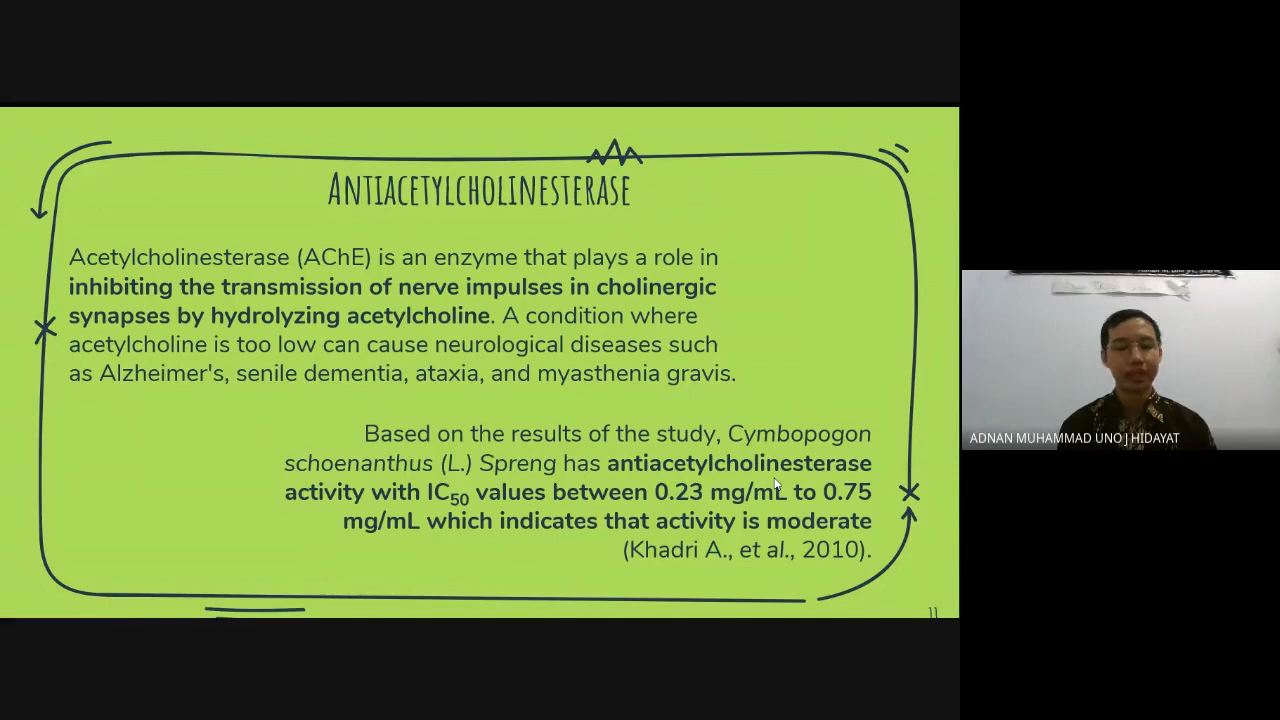 ANTIACETYLCHOLINESTERASE
Acetylcholinesterase (AChE) is an enzyme that plays a role in
inhibiting the transmission of nerve impulses in cholinergic
synapses by hydrolyzing acetylcholine. A condition where
acetylcholine is too low can cause neurological diseases such
as Alzheimer's, senile dementia, ataxia, and myasthenia gravis.
Based on the results of the study, Cymbopogon
schoenanthus (L.) Spreng has antiacetylcholinesterase
activity with IC50 values between 0.23 mg/mL to 0.75
mg/mL which indicates that activity is moderate
(Khadri A., et al., 2010).
11
ADNAN MUHAMMAD UNO J HIDAYAT